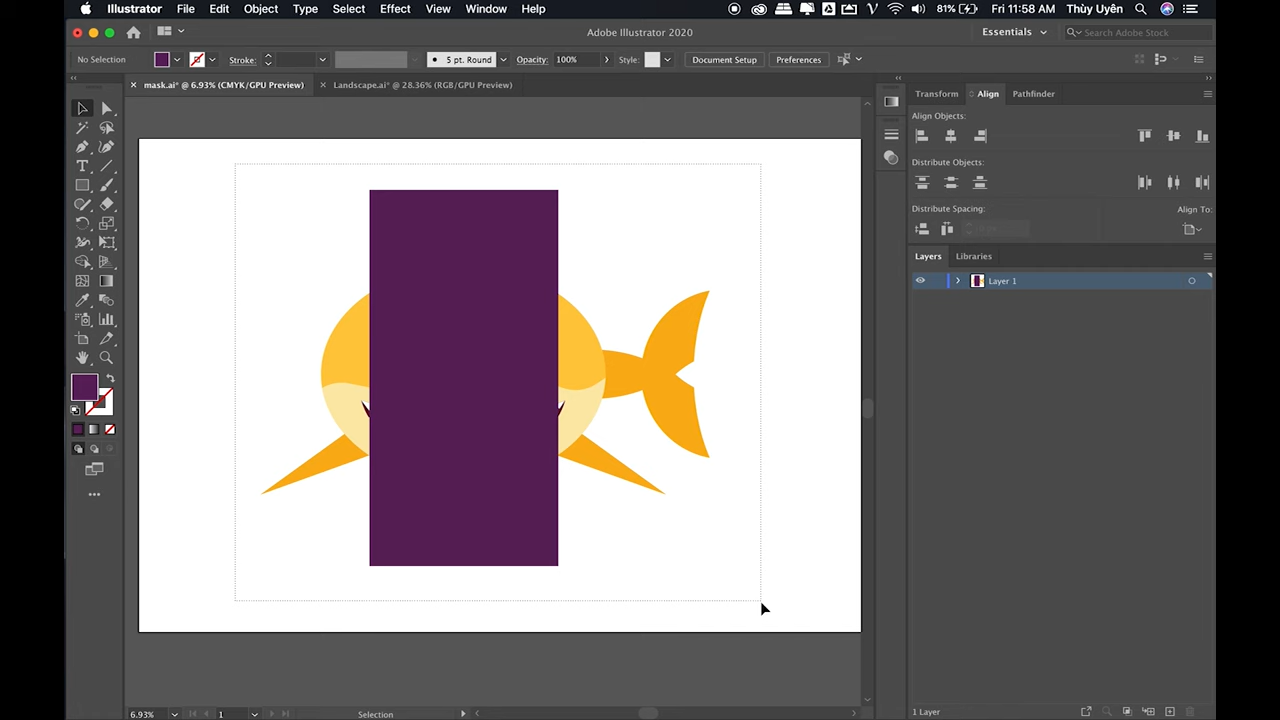 Illustrator File Edit Object Type Select Effect View Window Help 81% Fri 11:58 AM Thùy Uyên
Adobe Illustrator 2020 Essentials Search Adobe Stock
No Selection Stroke: 5 pt. Round Opacity: 100% Style: Document Setup Preferences
mask.ai* @ 6.93% (CMYK/GPU Preview) Landscape.ai* @ 28.36% (RGB/GPU Preview)
Transform Align Pathfinder
Align Objects:
Distribute Objects:
Distribute Spacing: Align To:
Layers Libraries
Layer 1
6.93% 1 Selection 1 Layer